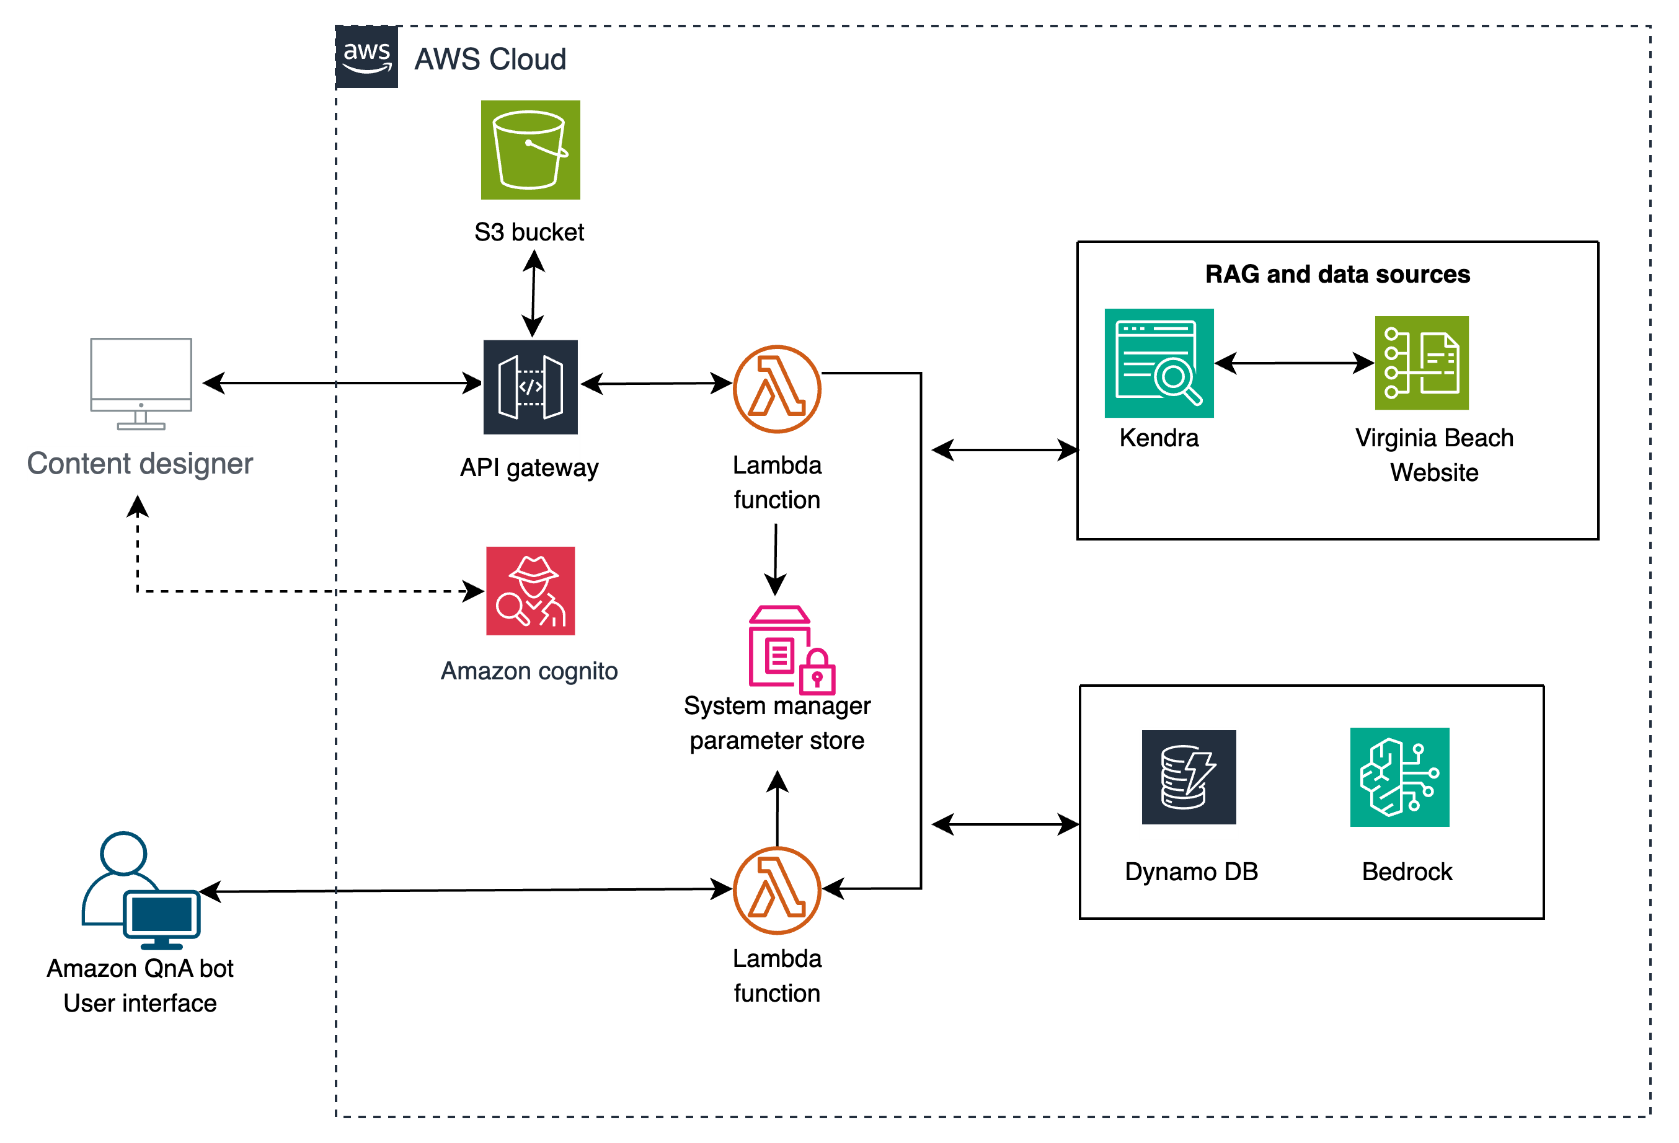 aws
AWS Cloud
S3 bucket
RAG and data sources
Kendra
Virginia Beach
Website
Content designer
API gateway
</>
Lambda
function
Amazon cognito
System manager
parameter store
Dynamo DB
Bedrock
Amazon QnA bot
User interface
Lambda
function